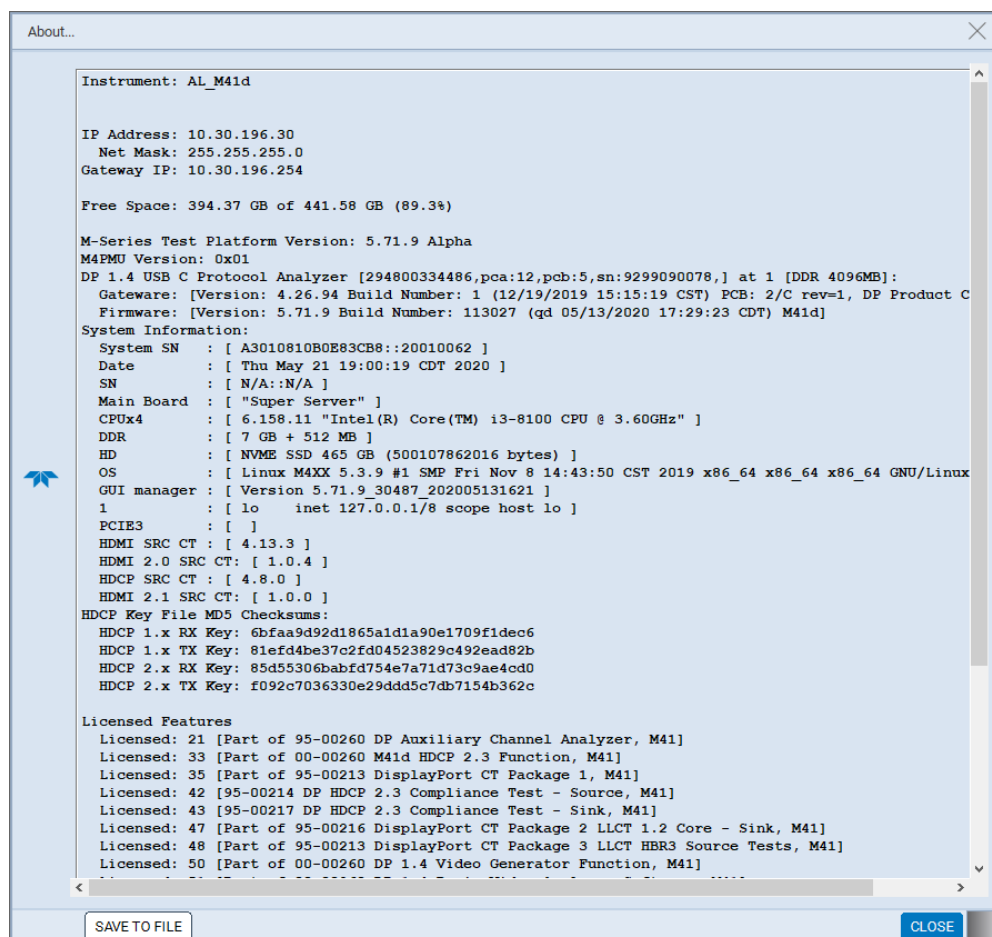 About...
Instrument: AL_M41d
IP Address: 10.30.196.30
Net Mask: 255.255.255.0
Gateway IP: 10.30.196.254
Free Space: 394.37 GB of 441.58 GB (89.3%)
M-Series Test Platform Version: 5.71.9 Alpha
M4PMU Version: 0x01
DP 1.4 USB C Protocol Analyzer [294800334486,pca:12,pcb:5,sn:9299090078,] at 1 [DDR 4096MB]:
Gateware: [Version: 4.26.94 Build Number: 1 (12/19/2019 15:15:19 CST) PCB: 2/C rev=1, DP Product C
Firmware: [Version: 5.71.9 Build Number: 113027 (qd 05/13/2020 17:29:23 CDT) M41d]
System Information:
System SN : [ A3010810B0E83CB8::20010062 ]
Date : [ Thu May 21 19:00:19 CDT 2020 ]
SN : [ N/A::N/A ]
Main Board : [ "Super Server" ]
CPUx4 : [ 6.158.11 "Intel(R) Core(TM) i3-8100 CPU @ 3.60GHz" ]
DDR : [ 7 GB + 512 MB ]
HD : [ NVME SSD 465 GB (500107862016 bytes) ]
OS : [ Linux M4XX 5.3.9 #1 SMP Fri Nov 8 14:43:50 CST 2019 x86_64 x86_64 x86_64 GNU/Linux
GUI manager : [ Version 5.71.9_30487_202005131621 ]
1 : [ lo inet 127.0.0.1/8 scope host lo ]
PCIE3 : [ ]
HDMI SRC CT : [ 4.13.3 ]
HDMI 2.0 SRC CT: [ 1.0.4 ]
HDCP SRC CT : [ 4.8.0 ]
HDMI 2.1 SRC CT: [ 1.0.0 ]
HDCP Key File MD5 Checksums:
HDCP 1.x RX Key: 6bfaa9d92d1865a1d1a90e1709f1dec6
HDCP 1.x TX Key: 81efd4be37c2fd04523829c492ead82b
HDCP 2.x RX Key: 85d55306babfd754e7a71d73c9ae4cd0
HDCP 2.x TX Key: f092c7036330e29ddd5c7db7154b362c
Licensed Features
Licensed: 21 [Part of 95-00260 DP Auxiliary Channel Analyzer, M41]
Licensed: 33 [Part of 00-00260 M41d HDCP 2.3 Function, M41]
Licensed: 35 [Part of 95-00213 DisplayPort CT Package 1, M41]
Licensed: 42 [95-00214 DP HDCP 2.3 Compliance Test - Source, M41]
Licensed: 43 [95-00217 DP HDCP 2.3 Compliance Test - Sink, M41]
Licensed: 47 [Part of 95-00216 DisplayPort CT Package 2 LLCT 1.2 Core - Sink, M41]
Licensed: 48 [Part of 95-00213 DisplayPort CT Package 3 LLCT HBR3 Source Tests, M41]
Licensed: 50 [Part of 00-00260 DP 1.4 Video Generator Function, M41]
SAVE TO FILE
CLOSE